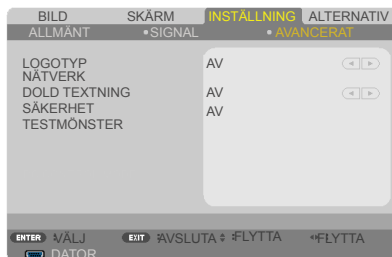 BILD SKÄRM INSTÄLLNING ALTERNATIV
ALLMÄNT SIGNAL AVANCERAT
LOGOTYP AV
NÄTVERK
DOLD TEXTNING AV
SÄKERHET AV
TESTMÖNSTER
ENTER :VÄLJ EXIT :AVSLUTA :FLYTTA :FLYTTA
DATOR